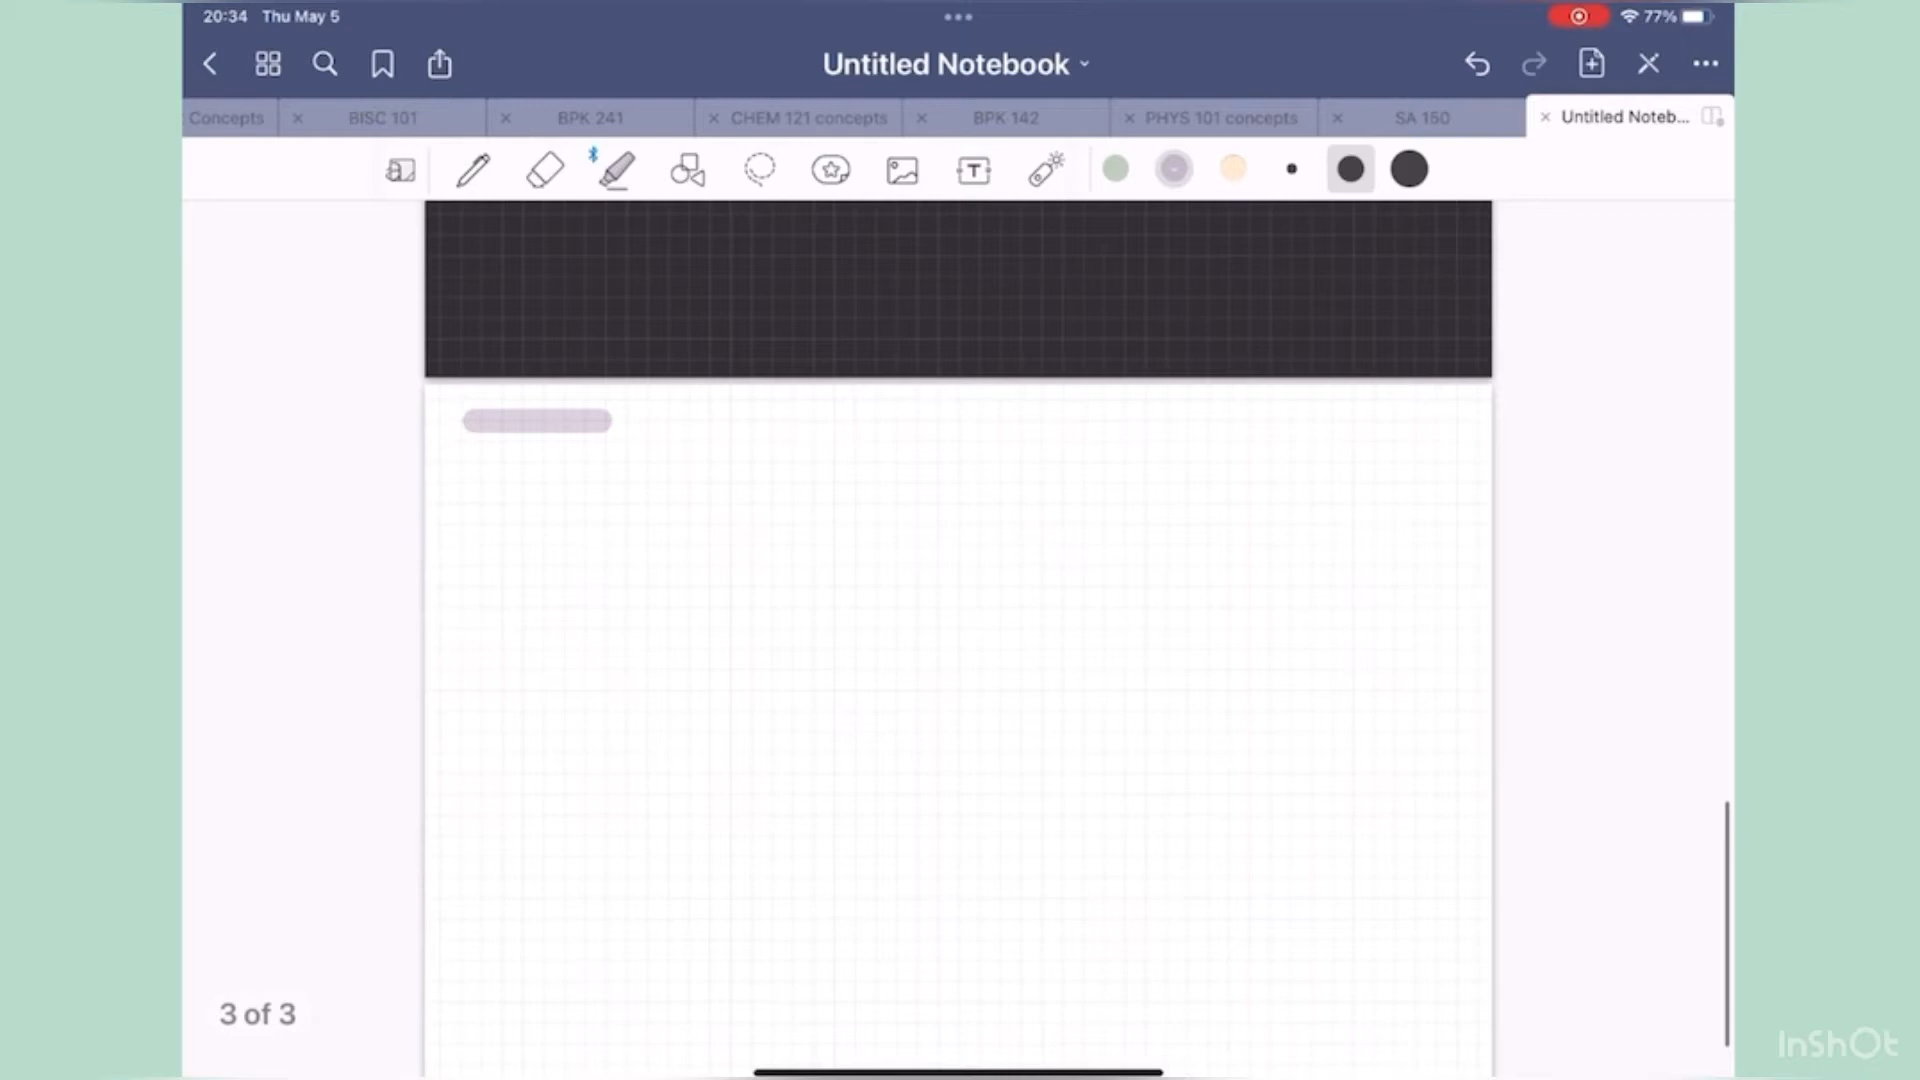 20:34 Thu May 5
77%
Untitled Notebook
Concepts
BISC 101
BPK 241
CHEM 121 concepts
BPK 142
PHYS 101 concepts
SA 150
Untitled Noteb...
T
3 of 3
InShOt